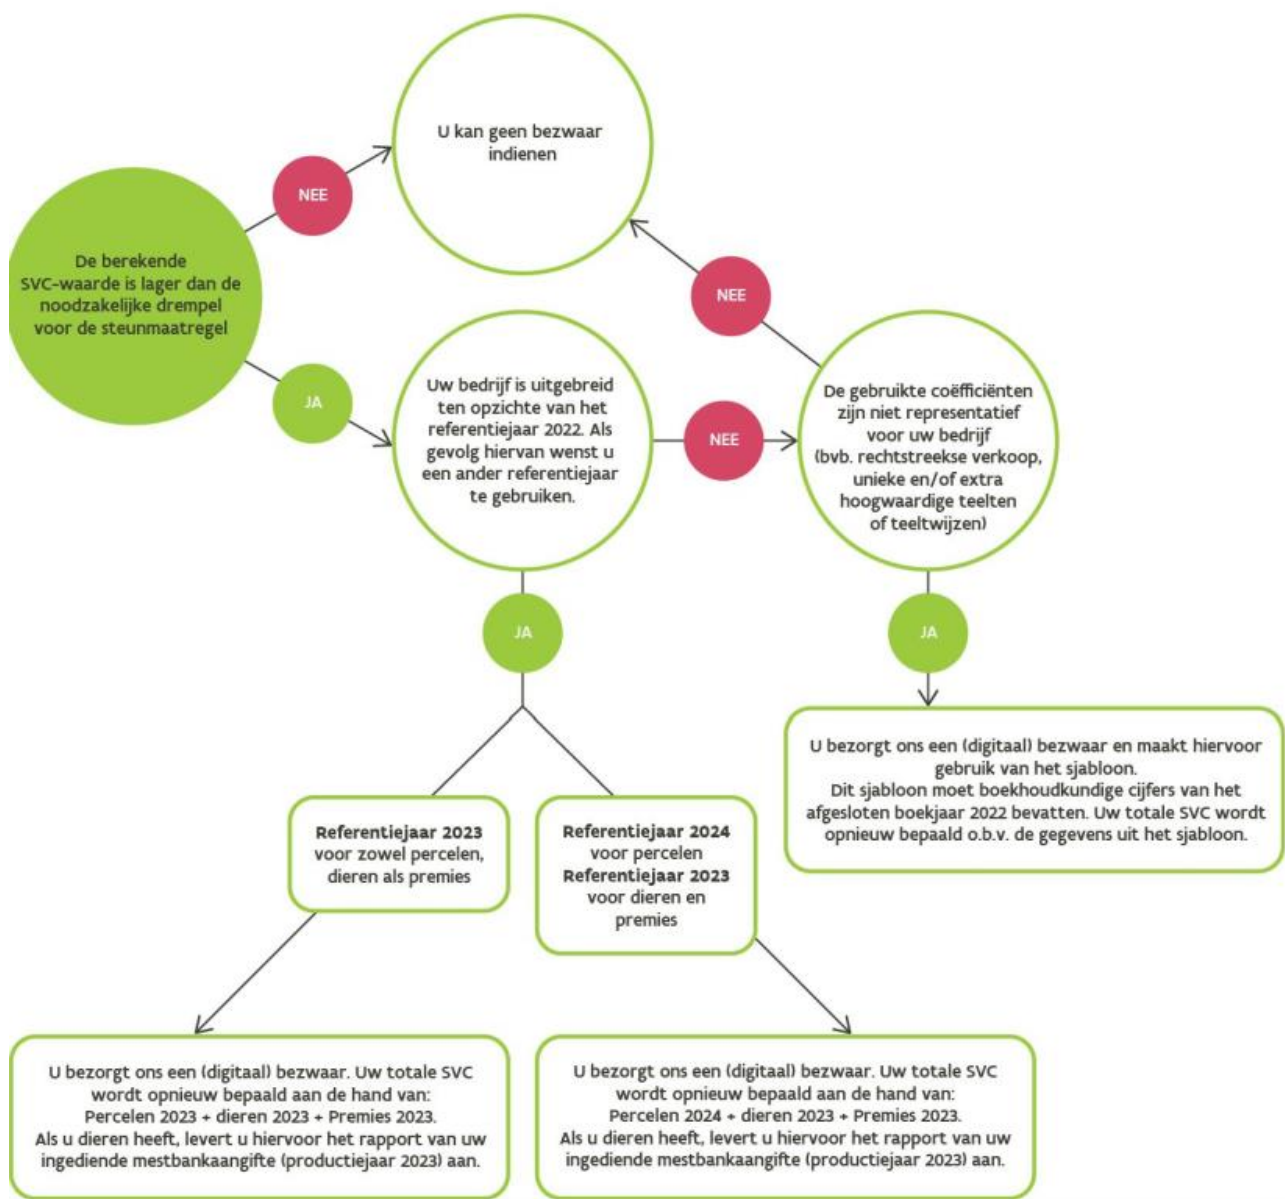 U kan geen bezwaar
indienen
NEE
De berekende
SVC-waarde is lager dan de
noodzakelijke drempel
voor de steunmaatregel
NEE
JA
Uw bedrijf is uitgebreid
ten opzichte van het
referentiejaar 2022. Als
gevolg hiervan wenst u
een ander referentiejaar
te gebruiken.
NEE
De gebruikte coëfficiënten
zijn niet representatief
voor uw bedrijf
(bvb. rechtstreekse verkoop,
unieke en/of extra
hoogwaardige teelten
of teeltwijzen)
JA
JA
U bezorgt ons een (digitaal) bezwaar en maakt hiervoor
gebruik van het sjabloon.
Dit sjabloon moet boekhoudkundige cijfers van het
afgesloten boekjaar 2022 bevatten. Uw totale SVC wordt
opnieuw bepaald o.b.v. de gegevens uit het sjabloon.
Referentiejaar 2023
voor zowel percelen,
dieren als premies
Referentiejaar 2024
voor percelen
Referentiejaar 2023
voor dieren en
premies
U bezorgt ons een (digitaal) bezwaar. Uw totale SVC
wordt opnieuw bepaald aan de hand van:
Percelen 2023 + dieren 2023 + Premies 2023.
Als u dieren heeft, levert u hiervoor het rapport van uw
ingediende mestbankaangifte (productiejaar 2023) aan.
U bezorgt ons een (digitaal) bezwaar. Uw totale SVC
wordt opnieuw bepaald aan de hand van:
Percelen 2024 + dieren 2023 + Premies 2023.
Als u dieren heeft, levert u hiervoor het rapport van uw
ingediende mestbankaangifte (productiejaar 2023) aan.